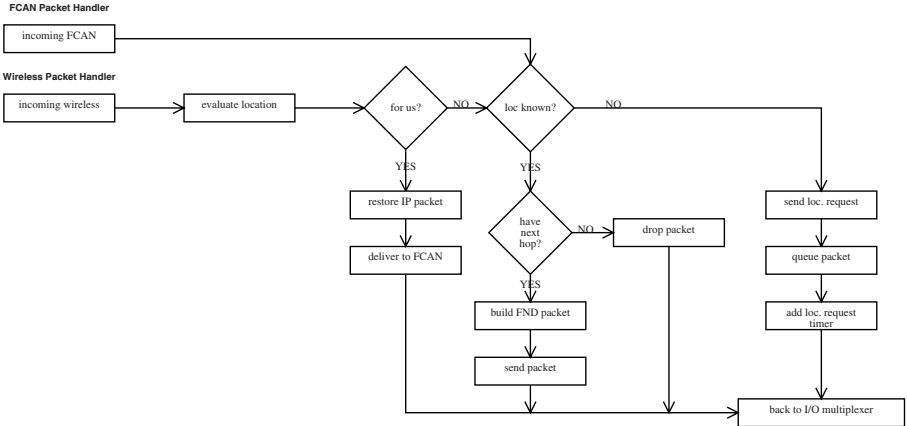 FCAN Packet Handler
incoming FCAN
Wireless Packet Handler
incoming wireless
evaluate location
for us?
NO
loc known?
NO
YES
YES
restore IP packet
send loc. request
have
next
hop?
NO
drop packet
deliver to FCAN
queue packet
YES
build FND packet
add loc. request
timer
send packet
back to I/O multiplexer